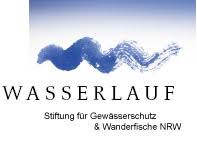 WASSERLAUF
Stiftung für Gewässerschutz
& Wanderfische NRW